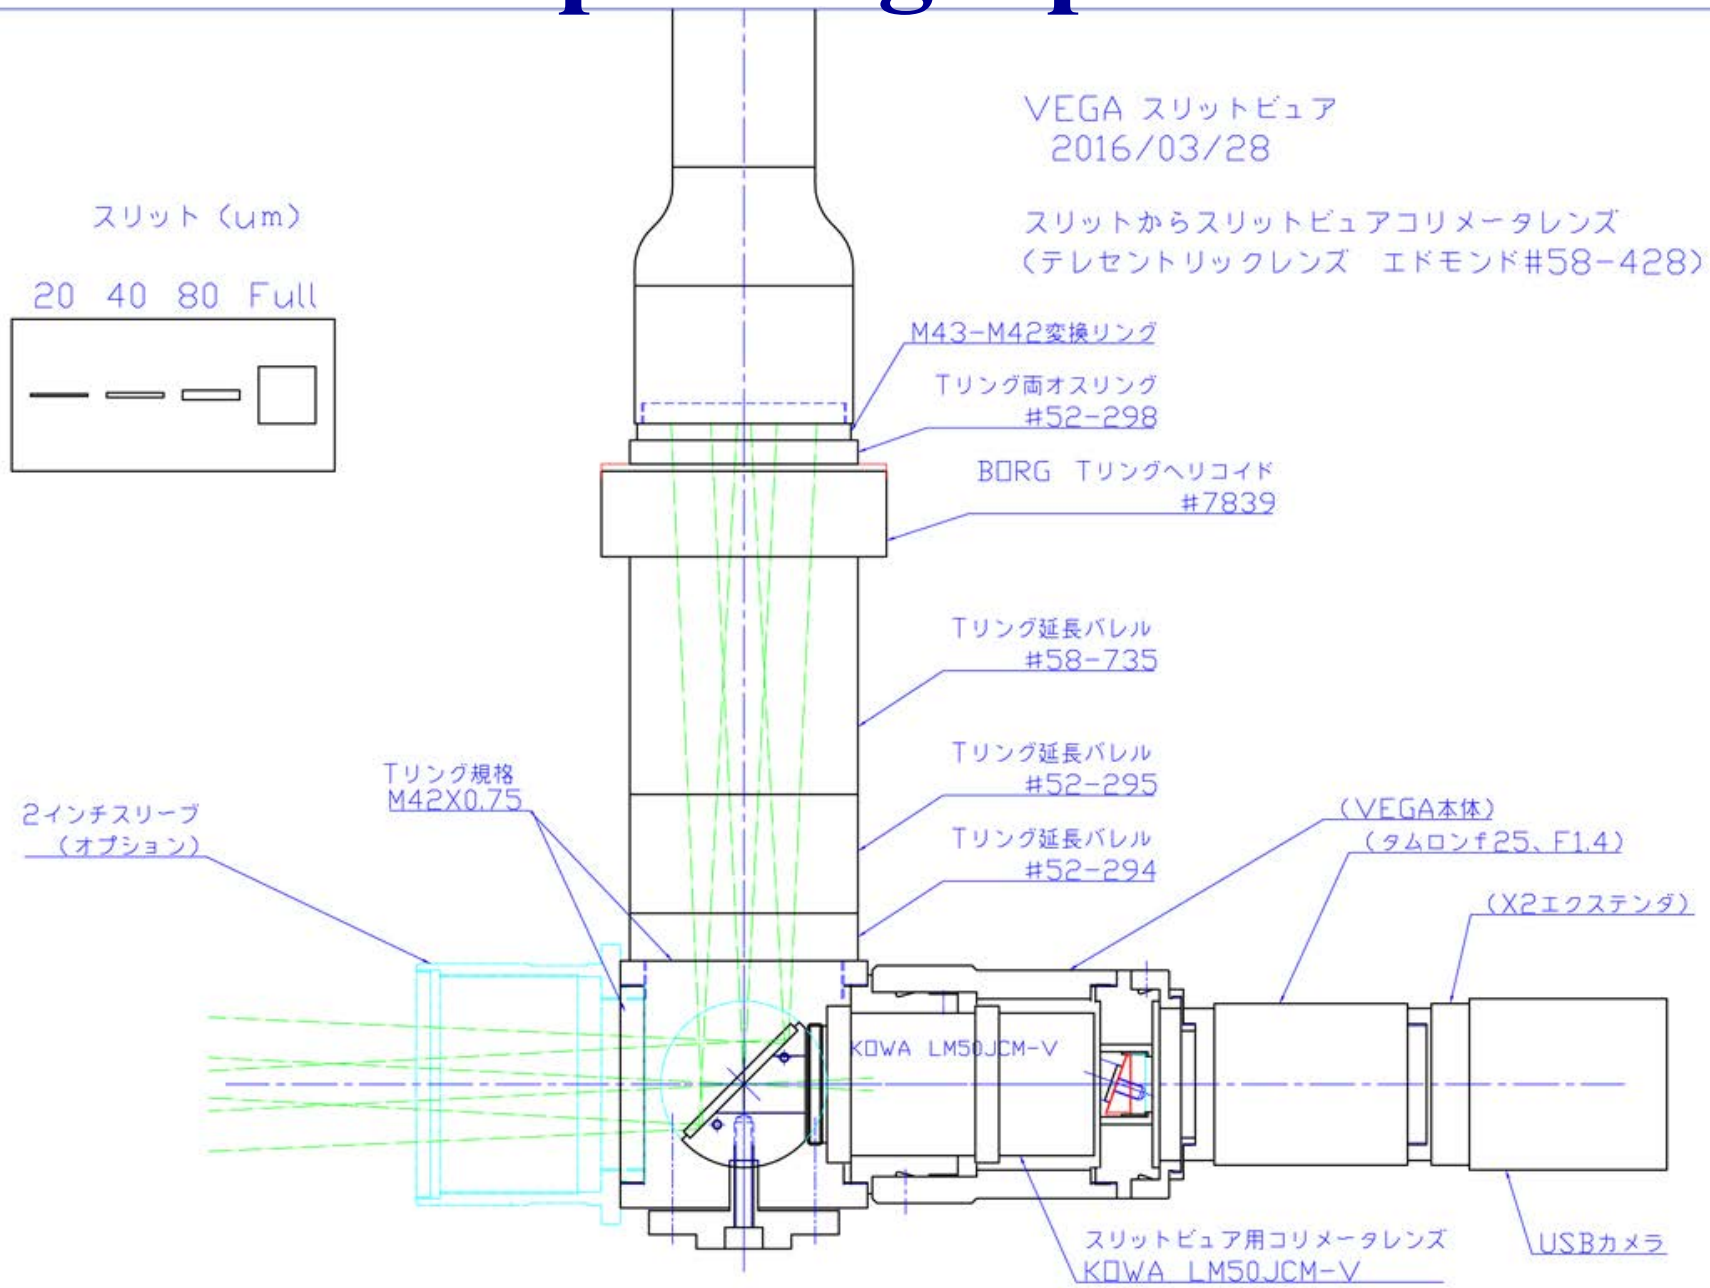 VEGA スリットビュア
2016/03/28
スリット (um)
スリットからスリットビュアコリメータレンズ
(テレセントリックレンズ エドモンド#58-428)
20 40 80 Full
M43-M42変換リング
Tリング両オスリング
#52-298
BORG Tリングヘリコイド
#7839
Tリング延長バレル
#58-735
Tリング延長バレル
#52-295
Tリング規格
M42X0.75
2インチスリーブ
(オプション)
Tリング延長バレル
#52-294
(VEGA本体)
(タムロンf25、F1.4)
(X2エクステンダ)
KOWA LM50JCM-V
スリットビュア用コリメータレンズ
KOWA LM50JCM-V
USBカメラ